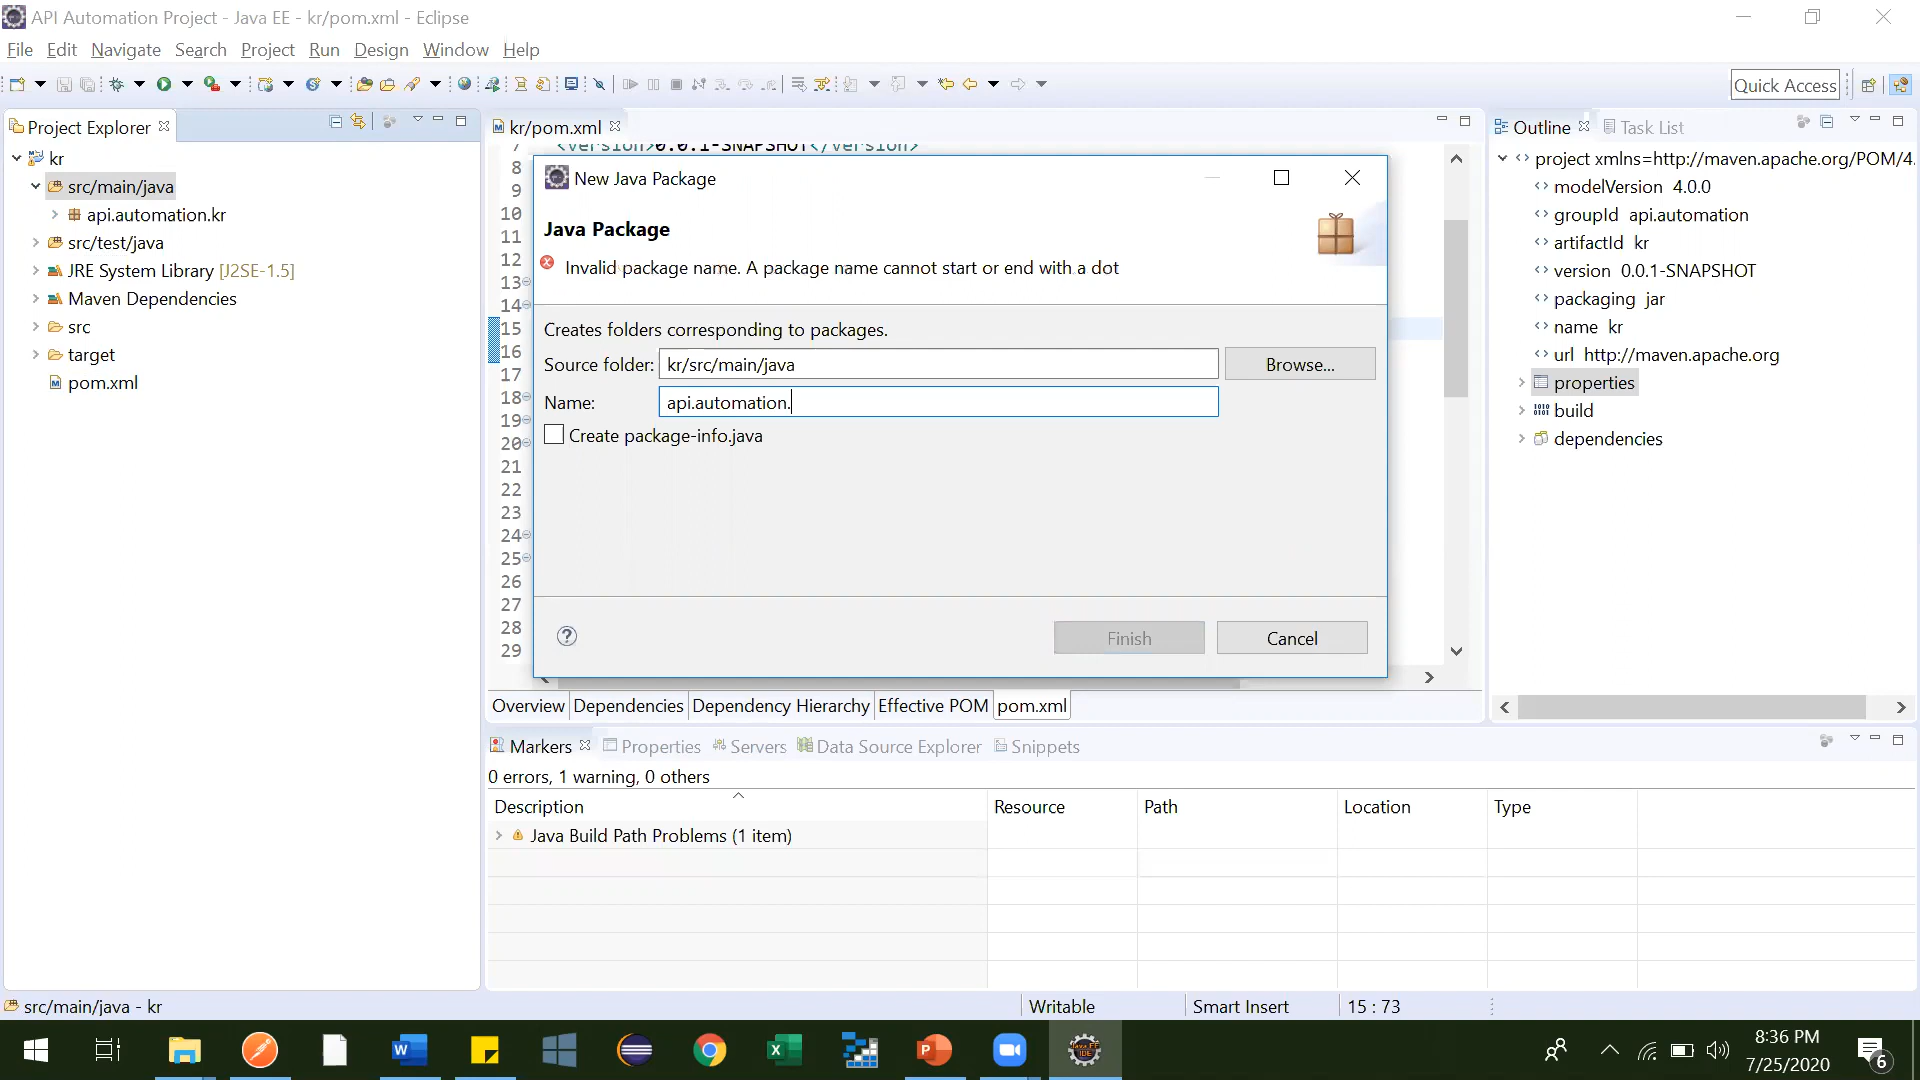 API Automation Project - Java EE - kr/pom.xml - Eclipse
File Edit Navigate Search Project Run Design Window Help
Quick Access
Project Explorer
kr
src/main/java
api.automation.kr
src/test/java
JRE System Library [J2SE-1.5]
Maven Dependencies
src
target
pom.xml
kr/pom.xml
7 <version>0.0.1-SNAPSHOT</version>
8
9
10
11
12
13
14
15
16
17
18
19
20
21
22
23
24
25
26
27
28
29
New Java Package
Java Package
Invalid package name. A package name cannot start or end with a dot
Creates folders corresponding to packages.
Source folder: kr/src/main/java Browse...
Name: api.automation.
Create package-info.java
Finish Cancel
Overview Dependencies Dependency Hierarchy Effective POM pom.xml
Outline Task List
project xmlns=http://maven.apache.org/POM/4.
modelVersion 4.0.0
groupId api.automation
artifactId kr
version 0.0.1-SNAPSHOT
packaging jar
name kr
url http://maven.apache.org
properties
build
dependencies
Markers Properties Servers Data Source Explorer Snippets
0 errors, 1 warning, 0 others
Description Resource Path Location Type
Java Build Path Problems (1 item)
src/main/java - kr Writable Smart Insert 15 : 73
8:36 PM
7/25/2020
6